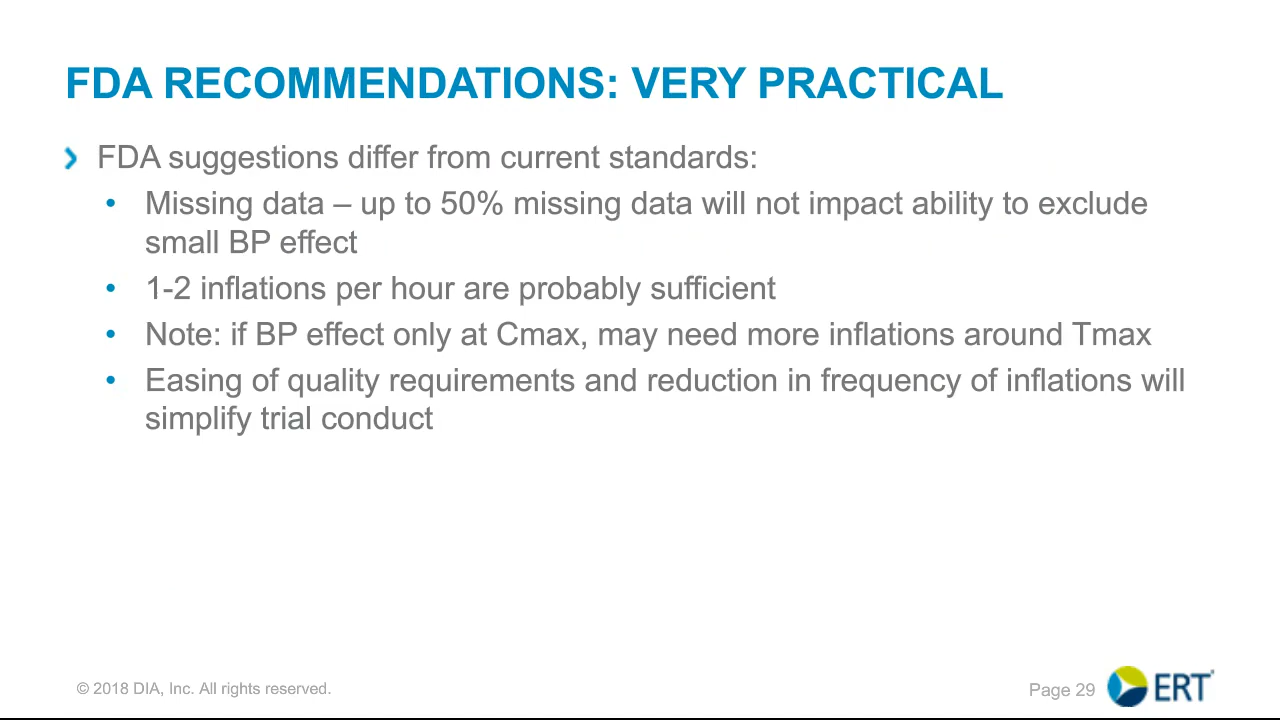 FDA RECOMMENDATIONS: VERY PRACTICAL
FDA suggestions differ from current standards:
• Missing data – up to 50% missing data will not impact ability to exclude
small BP effect
• 1-2 inflations per hour are probably sufficient
• Note: if BP effect only at Cmax, may need more inflations around Tmax
• Easing of quality requirements and reduction in frequency of inflations will
simplify trial conduct
© 2018 DIA, Inc. All rights reserved.
Page 29
ERT